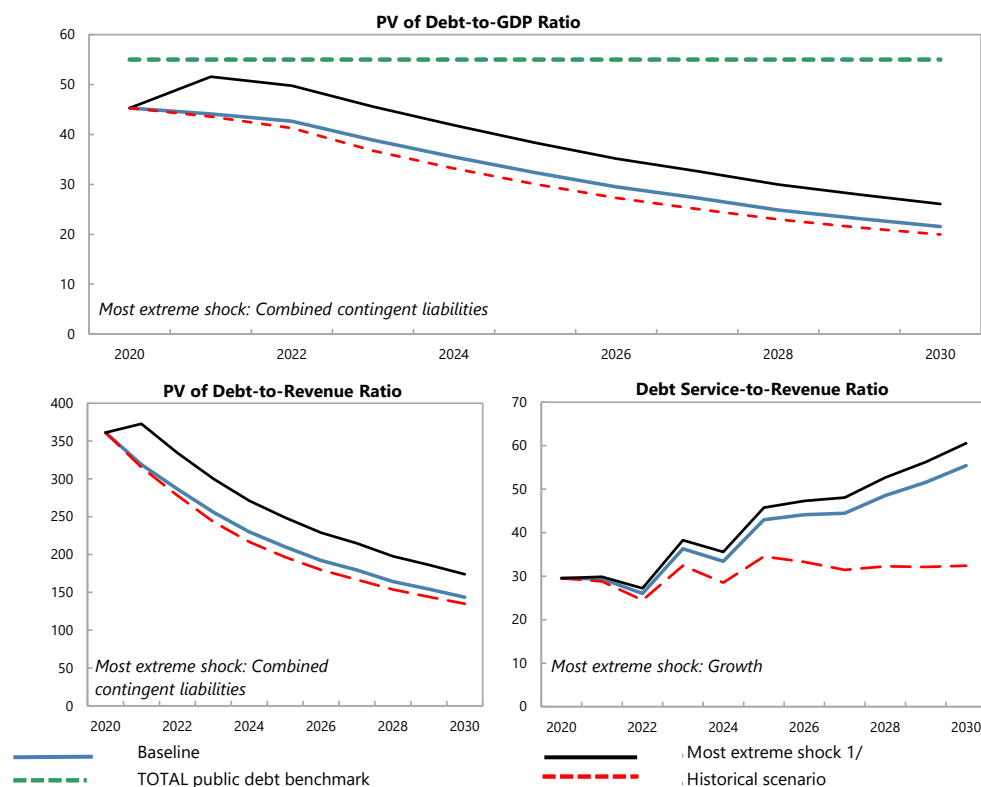 PV of Debt-to-GDP Ratio
60
50
40
30
20
10
0
Most extreme shock: Combined contingent liabilities
2020 2022 2024 2026 2028 2030
PV of Debt-to-Revenue Ratio
400
350
300
250
200
150
100
50
0
Most extreme shock: Combined
contingent liabilities
2020 2022 2024 2026 2028 2030
Debt Service-to-Revenue Ratio
70
60
50
40
30
20
10
0
Most extreme shock: Growth
2020 2022 2024 2026 2028 2030
Baseline
Most extreme shock 1/
TOTAL public debt benchmark
Historical scenario